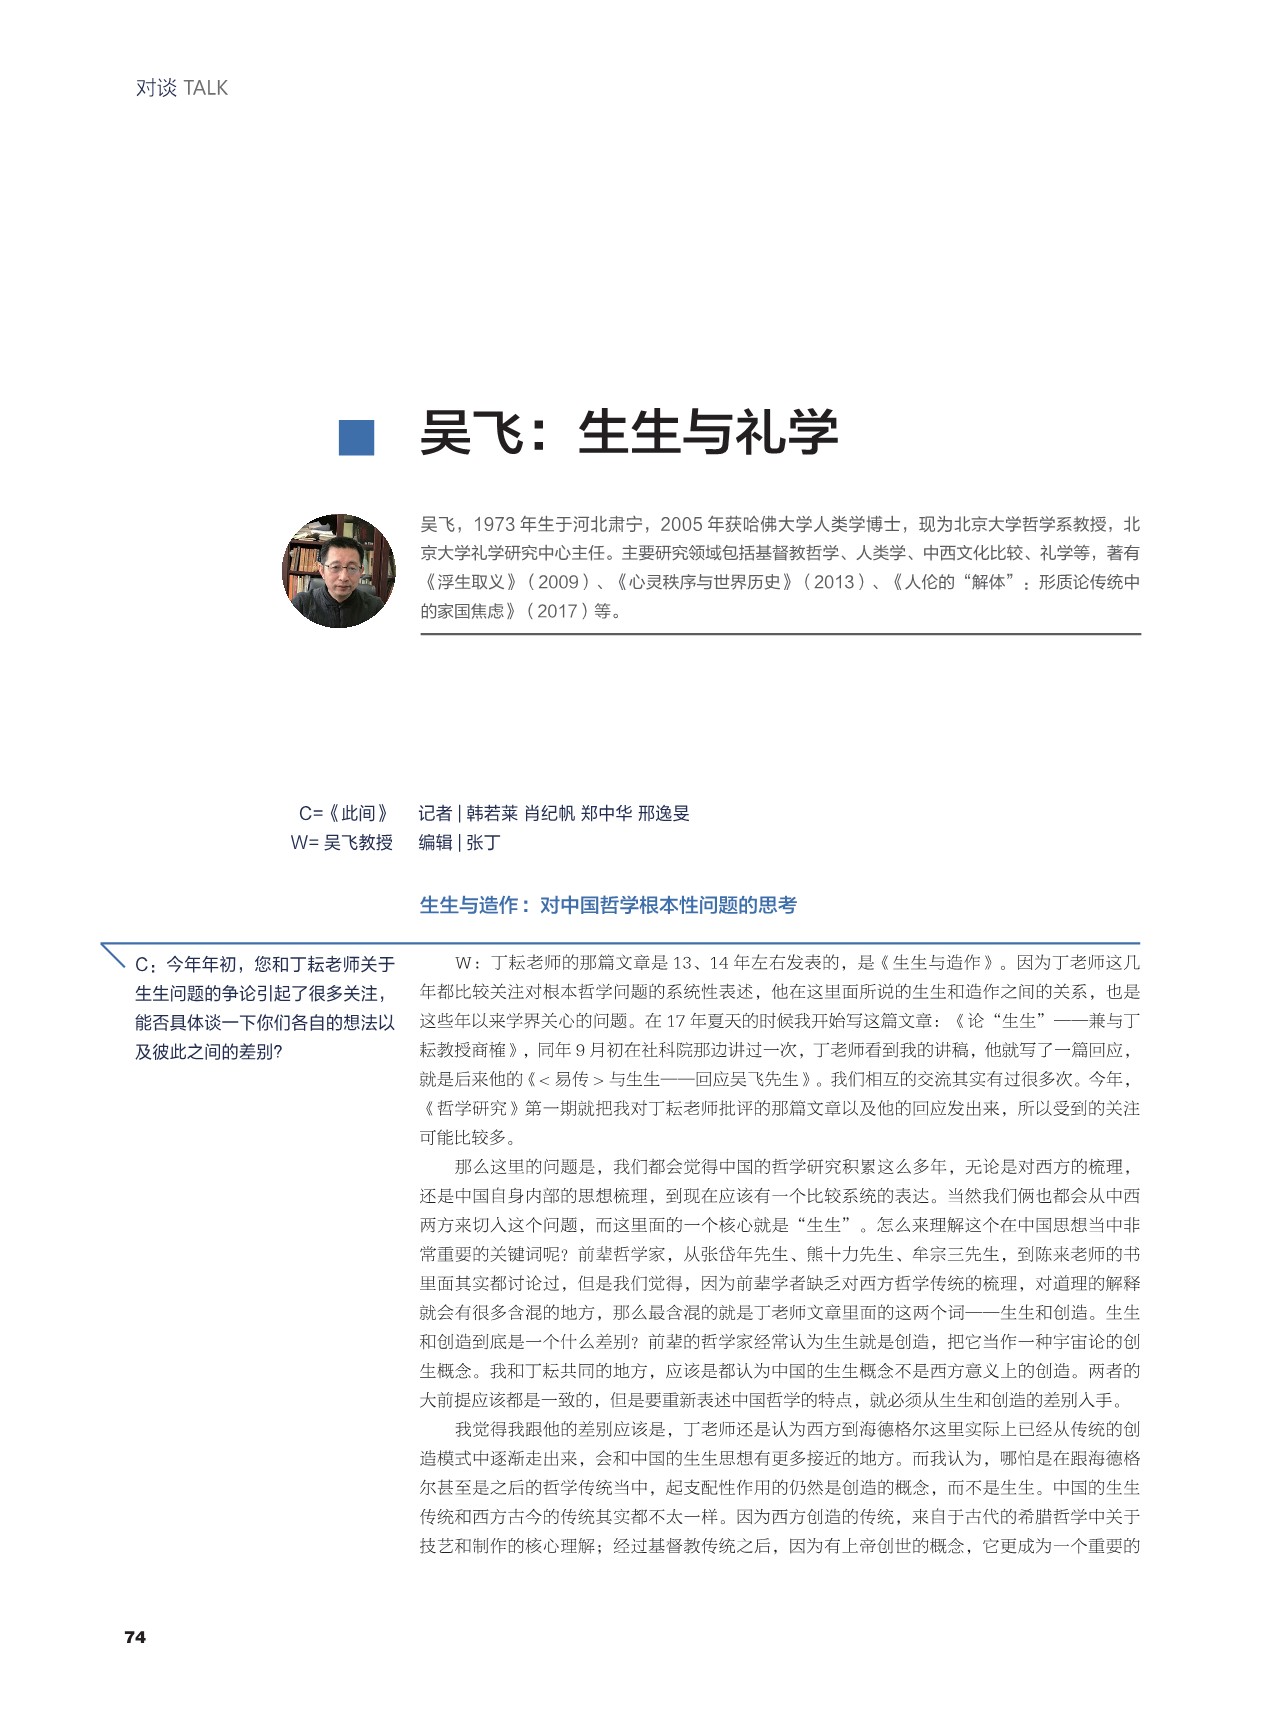 对谈 TALK
吴飞：生生与礼学
吴飞，1973 年生于河北肃宁，2005 年获哈佛大学人类学博士，现为北京大学哲学系教授，北
京大学礼学研究中心主任。主要研究领域包括基督教哲学、人类学、中西文化比较、礼学等，著有
《浮生取义》（2009）、《心灵秩序与世界历史》（2013）、《人伦的“解体”：形质论传统中
的家国焦虑》（2017）等。
C=《此间》 记者 | 韩若莱 肖纪帆 郑中华 邢逸旻
W= 吴飞教授 编辑 | 张丁
生生与造作：对中国哲学根本性问题的思考
C：今年年初，您和丁耘老师关于
生生问题的争论引起了很多关注，
能否具体谈一下你们各自的想法以
及彼此之间的差别？
W：丁耘老师的那篇文章是 13、14 年左右发表的，是《生生与造作》。因为丁老师这几
年都比较关注对根本哲学问题的系统性表述，他在这里面所说的生生和造作之间的关系，也是
这些年以来学界关心的问题。在 17 年夏天的时候我开始写这篇文章：《论“生生”——兼与丁
耘教授商榷》，同年 9 月初在社科院那边讲过一次，丁老师看到我的讲稿，他就写了一篇回应，
就是后来他的《< 易传 > 与生生——回应吴飞先生》。我们相互的交流其实有过很多次。今年，
《哲学研究》第一期就把我对丁耘老师批评的那篇文章以及他的回应发出来，所以受到的关注
可能比较多。
那么这里的问题是，我们都会觉得中国的哲学研究积累这么多年，无论是对西方的梳理，
还是中国自身内部的思想梳理，到现在应该有一个比较系统的表达。当然我们俩也都会从中西
两方来切入这个问题，而这里面的一个核心就是“生生”。怎么来理解这个在中国思想当中非
常重要的关键词呢？前辈哲学家，从张岱年先生、熊十力先生、牟宗三先生，到陈来老师的书
里面其实都讨论过，但是我们觉得，因为前辈学者缺乏对西方哲学传统的梳理，对道理的解释
就会有很多含混的地方，那么最含混的就是丁老师文章里面的这两个词——生生和创造。生生
和创造到底是一个什么差别？前辈的哲学家经常认为生生就是创造，把它当作一种宇宙论的创
生概念。我和丁耘共同的地方，应该是都认为中国的生生概念不是西方意义上的创造。两者的
大前提应该都是一致的，但是要重新表述中国哲学的特点，就必须从生生和创造的差别入手。
我觉得我跟他的差别应该是，丁老师还是认为西方到海德格尔这里实际上已经从传统的创
造模式中逐渐走出来，会和中国的生生思想有更多接近的地方。而我认为，哪怕是在跟海德格
尔甚至是之后的哲学传统当中，起支配性作用的仍然是创造的概念，而不是生生。中国的生生
传统和西方古今的传统其实都不太一样。因为西方创造的传统，来自于古代的希腊哲学中关于
技艺和制作的核心理解；经过基督教传统之后，因为有上帝创世的概念，它更成为一个重要的
74